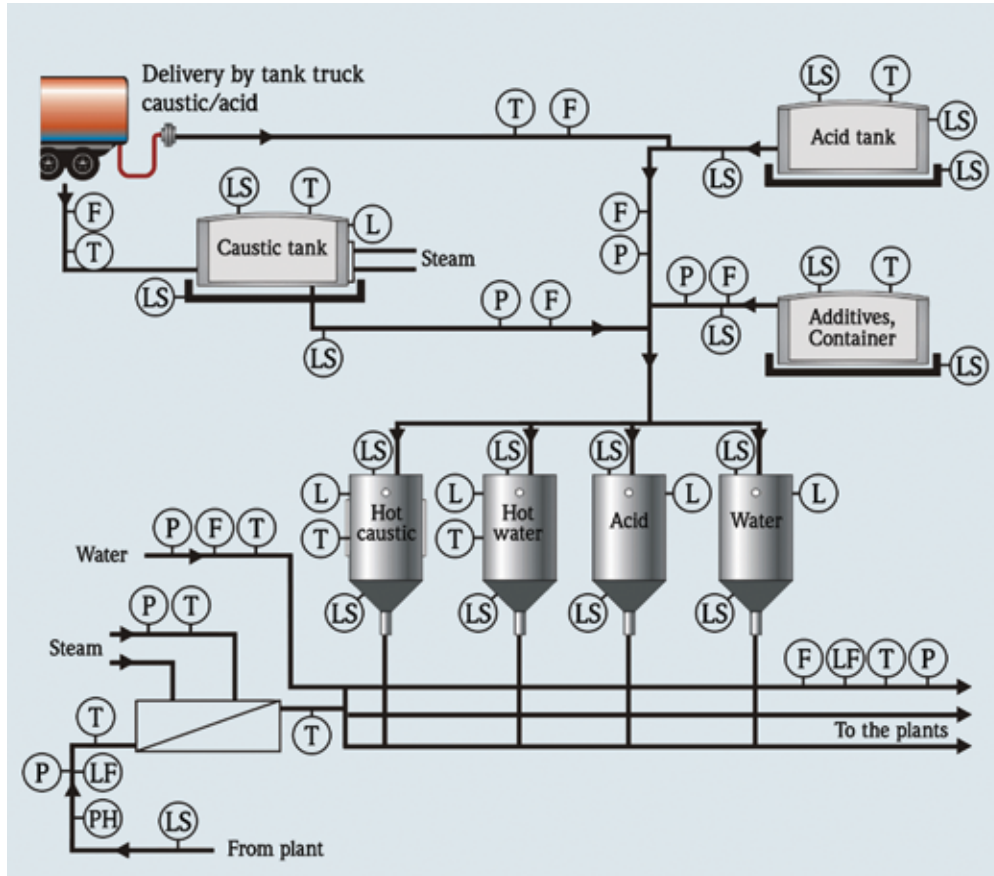 Delivery by tank truck
caustic/acid
T F
LS T
Acid tank
LS
LS
LS
F
T
LS T
L
Caustic tank
Steam
LS
F
P
P F
LS
P F
LS
LS T
Additives,
Container
LS
LS LS LS LS
L L L L
Hot
caustic
Hot
water
Acid
Water
T T
LS LS LS LS
P F T
Water
P T
Steam
T
T
P LF
PH
LS
From plant
F LF T P
To the plants